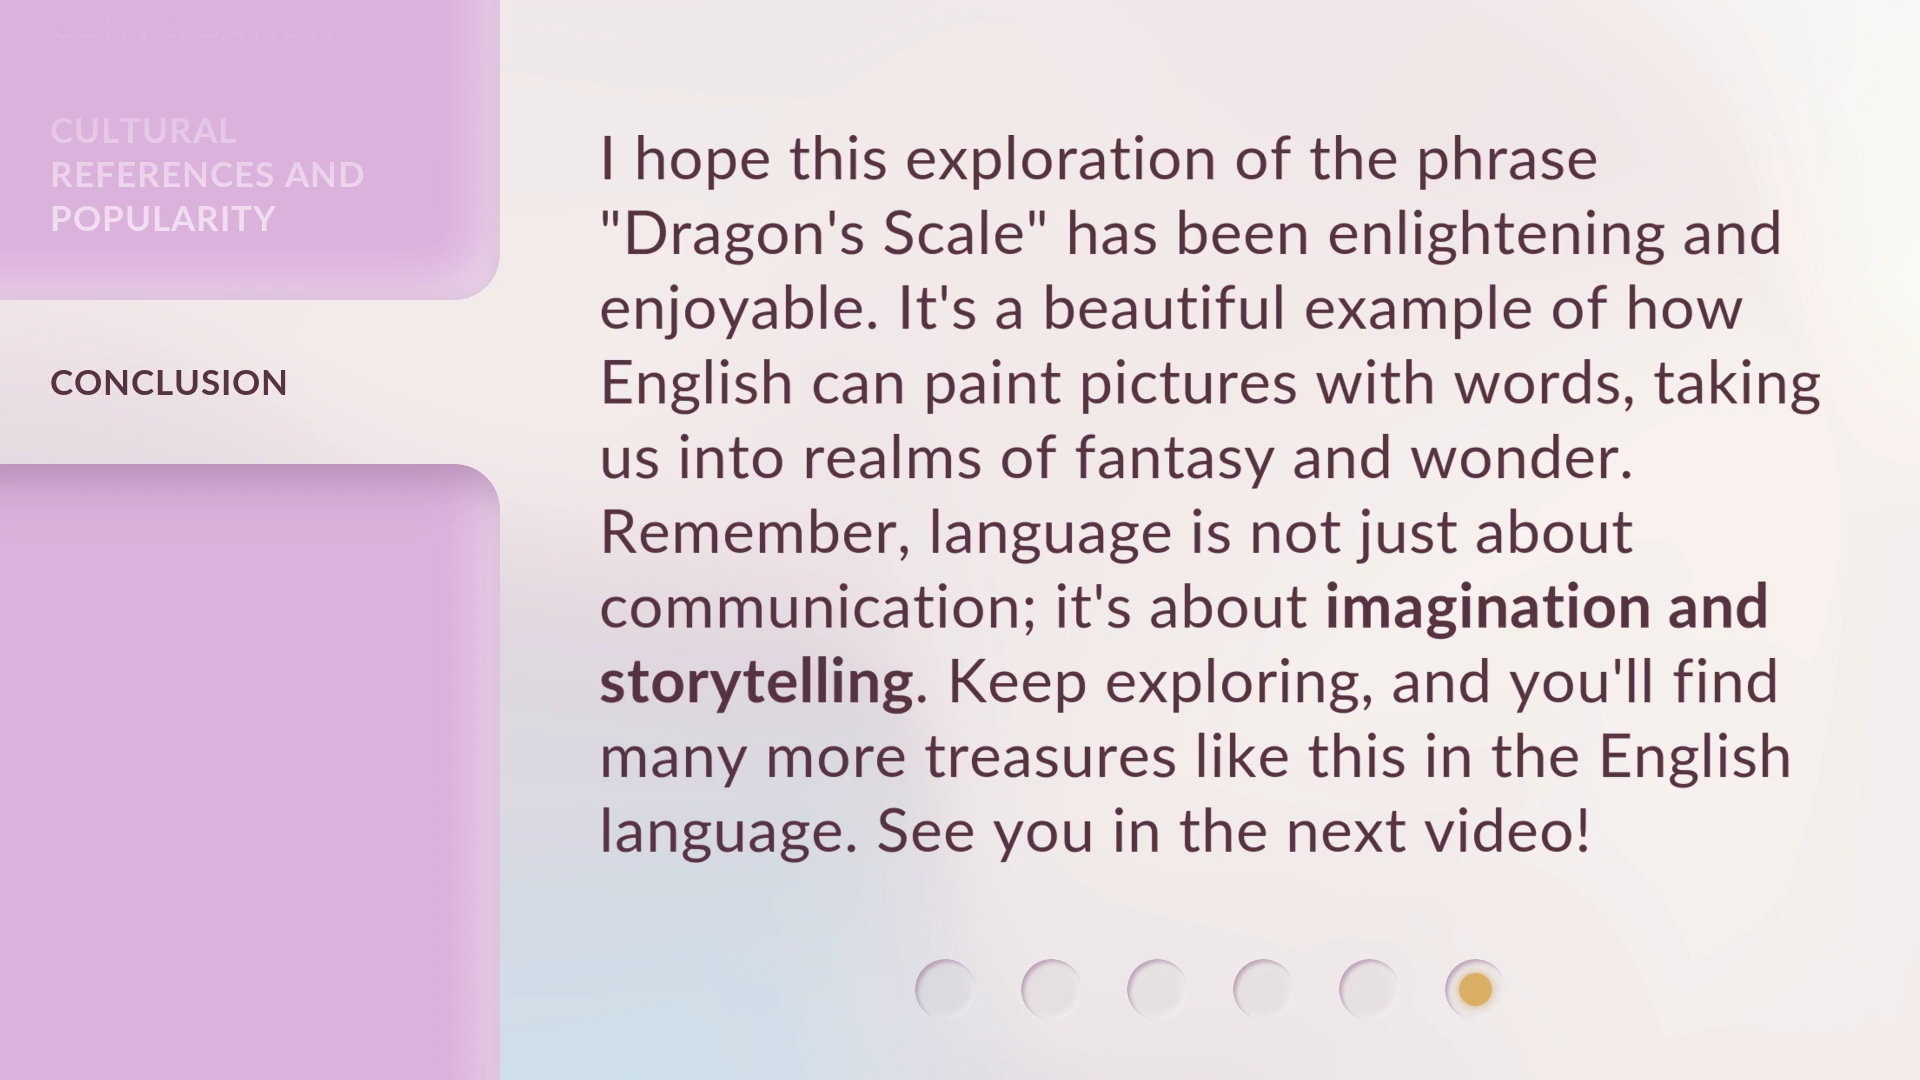 CONVERSATION
CULTURAL
REFERENCES AND
POPULARITY
CONCLUSION
I hope this exploration of the phrase
"Dragon's Scale" has been enlightening and
enjoyable. It's a beautiful example of how
English can paint pictures with words, taking
us into realms of fantasy and wonder.
Remember, language is not just about
communication; it's about imagination and
storytelling. Keep exploring, and you'll find
many more treasures like this in the English
language. See you in the next video!